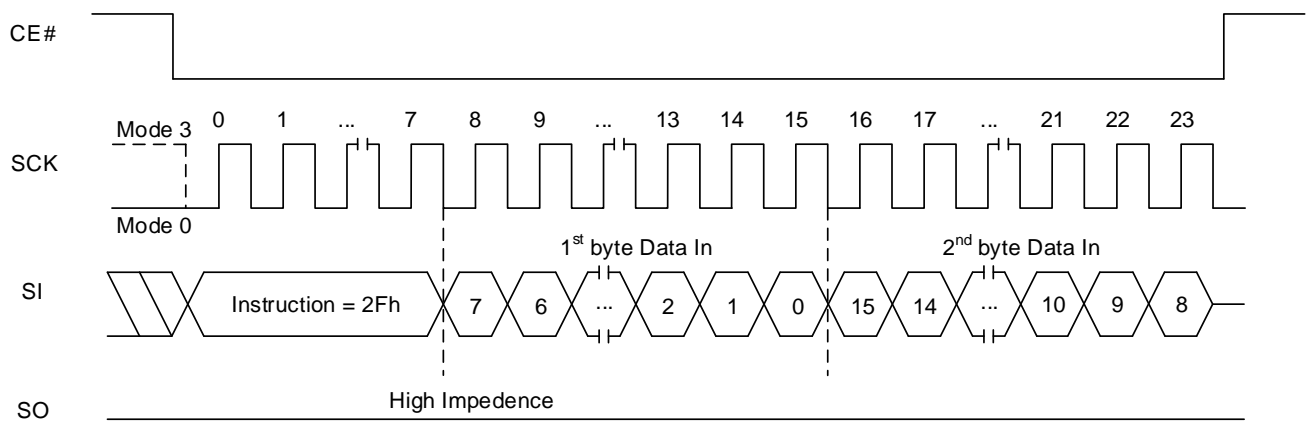 CE#
Mode 3 0 1 ... 7 8 9 ... 13 14 15 16 17 ... 21 22 23
SCK
Mode 0
1st byte Data In 2nd byte Data In
SI Instruction = 2Fh 7 6 ... 2 1 0 15 14 ... 10 9 8
High Impedence
SO